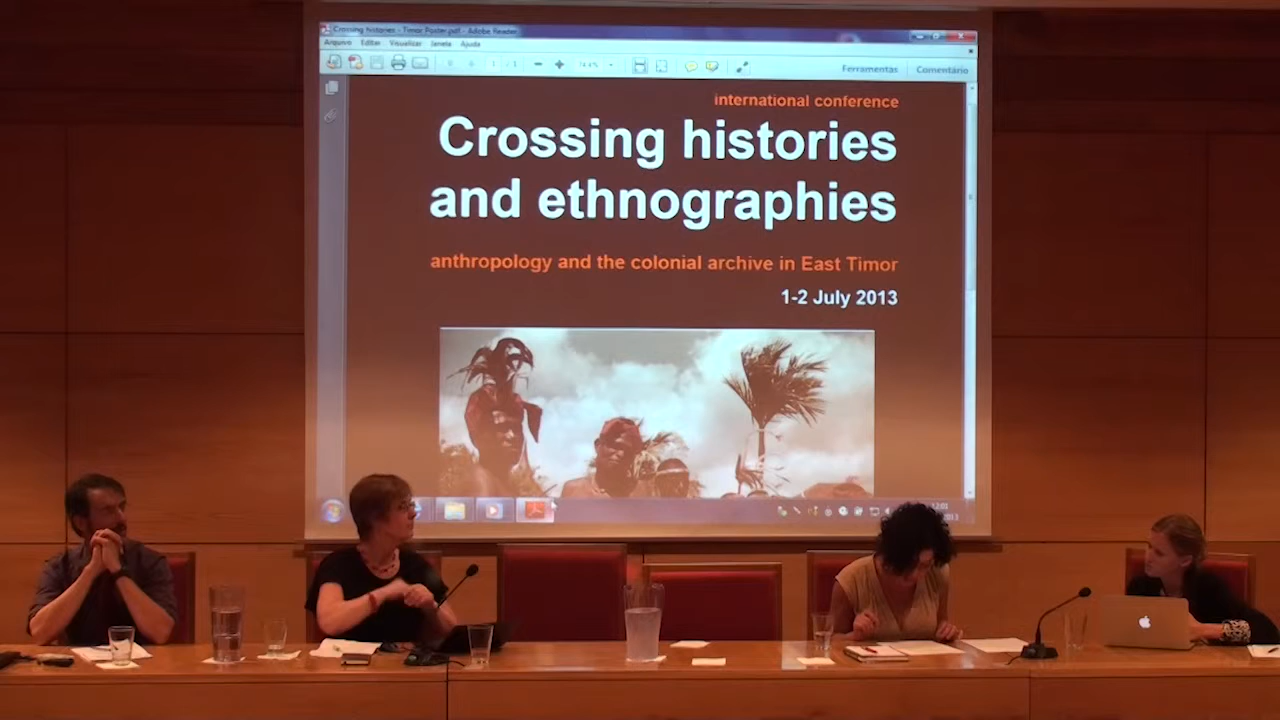 Crossing histories - Timor Poster.pdf - Adobe Reader
Arquivo Editar Visualizar Janela Ajuda
Ferramentas Comentário
international conference
Crossing histories
and ethnographies
anthropology and the colonial archive in East Timor
1-2 July 2013